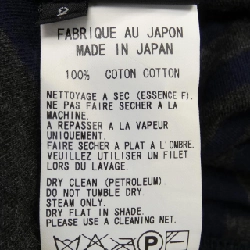 FABRIQUE AU JAPON
MADE IN JAPAN
100% COTON COTTON
NETTOYAGE A SEC (ESSENCE F).
NE PAS FAIRE SECHER A LA
MACHINE.
A REPASSER A LA VAPEUR
UNIQUEMENT.
FAIRE SECHER A PLAT A L'OMBRE.
VEUILLEZ UTILISER UN FILET
LORS DU LAVAGE
DRY CLEAN (PETROLEUM)
DO NOT TUMBLE DRY
STEAM ONLY.
DRY FLAT IN SHADE.
PLEASE USE A CLEANING NET.